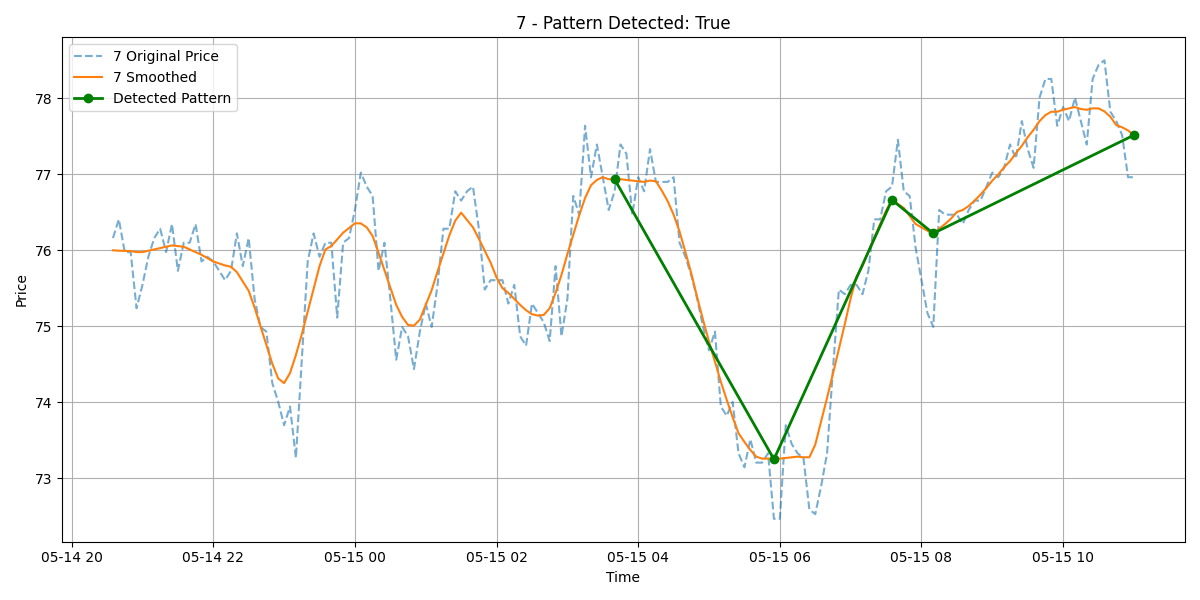 7 - Pattern Detected: True
7 Original Price
7 Smoothed
Detected Pattern
Price
78
77
76
75
74
73
05-14 20
05-14 22
05-15 00
05-15 02
05-15 04
05-15 06
05-15 08
05-15 10
Time